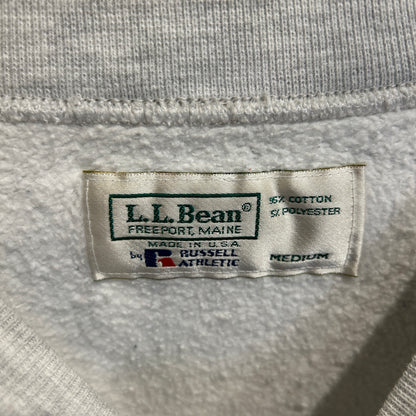 L.L.Bean®
FREEPORT, MAINE
MADE IN U.S.A.
by R RUSSELL
ATHLETIC
95% COTTON
5% POLYESTER
MEDIUM